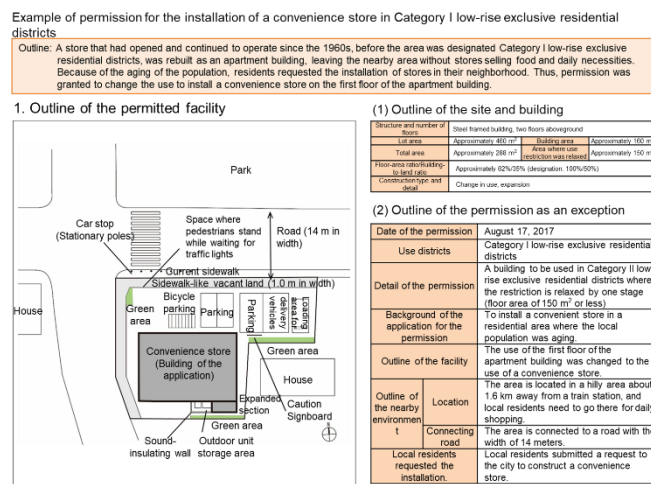 Example of permission for the installation of a convenience store in Category I low-rise exclusive residential
districts
Outline: A store that had opened and continued to operate since the 1960s, before the area was designated Category I low-rise exclusive
residential districts, was rebuilt as an apartment building, leaving the nearby area without stores selling food and daily necessities.
Because of the aging of the population, residents requested the installation of stores in their neighborhood. Thus, permission was
granted to change the use to install a convenience store on the first floor of the apartment building.
1. Outline of the permitted facility
Park
Car stop
(Stationary poles)
Space where
pedestrians stand
while waiting for
traffic lights
Road (14 m in
width)
Current sidewalk
Sidewalk-like vacant land (1.0 m in width)
House
Green
area
Bicycle
parking
Parking
Parking
Loading
area for
delivery
vehicles
Green area
Convenience store
(Building of the
application)
House
Expanded
section
Caution
Signboard
Green area
Sound-
insulating wall
Outdoor unit
storage area
N
(1) Outline of the site and building
Structure and number of
floors
Steel framed building, two floors aboveground
Lot area
Approximately 460 m²
Building area
Approximately 160 m
Total area
Approximately 288 m²
Area where use
restriction was relaxed
Approximately 150 m
Floor-area ratio/Building-
to-land ratio
Approximately 62%/35% (designation: 100%/50%)
Construction type and
detail
Change in use, expansion
(2) Outline of the permission as an exception
Date of the permission
August 17, 2017
Use districts
Category I low-rise exclusive residentia
districts
Detail of the permission
A building to be used in Category II low-
rise exclusive residential districts where
the restriction is relaxed by one stage
(floor area of 150 m² or less)
Background of the
application for the
permission
To install a convenient store in a
residential area where the local
population was aging.
Outline of the facility
The use of the first floor of the
apartment building was changed to the
use of a convenience store.
Outline of
the nearby
environmen
t
Location
The area is located in a hilly area abou
1.6 km away from a train station, and
local residents need to go there for daily
shopping.
Connecting
road
The area is connected to a road with the
width of 14 meters.
Local residents
requested the
installation.
Local residents submitted a request to
the city to construct a convenience
store.